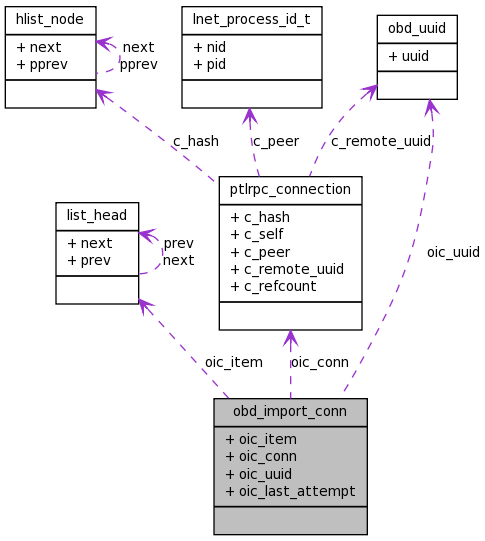 hlist_node
+ next
+ pprev
next
pprev
lnet_process_id_t
+ nid
+ pid
obd_uuid
+ uuid
c_hash
c_peer
c_remote_uuid
ptlrpc_connection
+ c_hash
+ c_self
+ c_peer
+ c_remote_uuid
+ c_refcount
list_head
+ next
+ prev
prev
next
oic_uuid
oic_item
oic_conn
obd_import_conn
+ oic_item
+ oic_conn
+ oic_uuid
+ oic_last_attempt